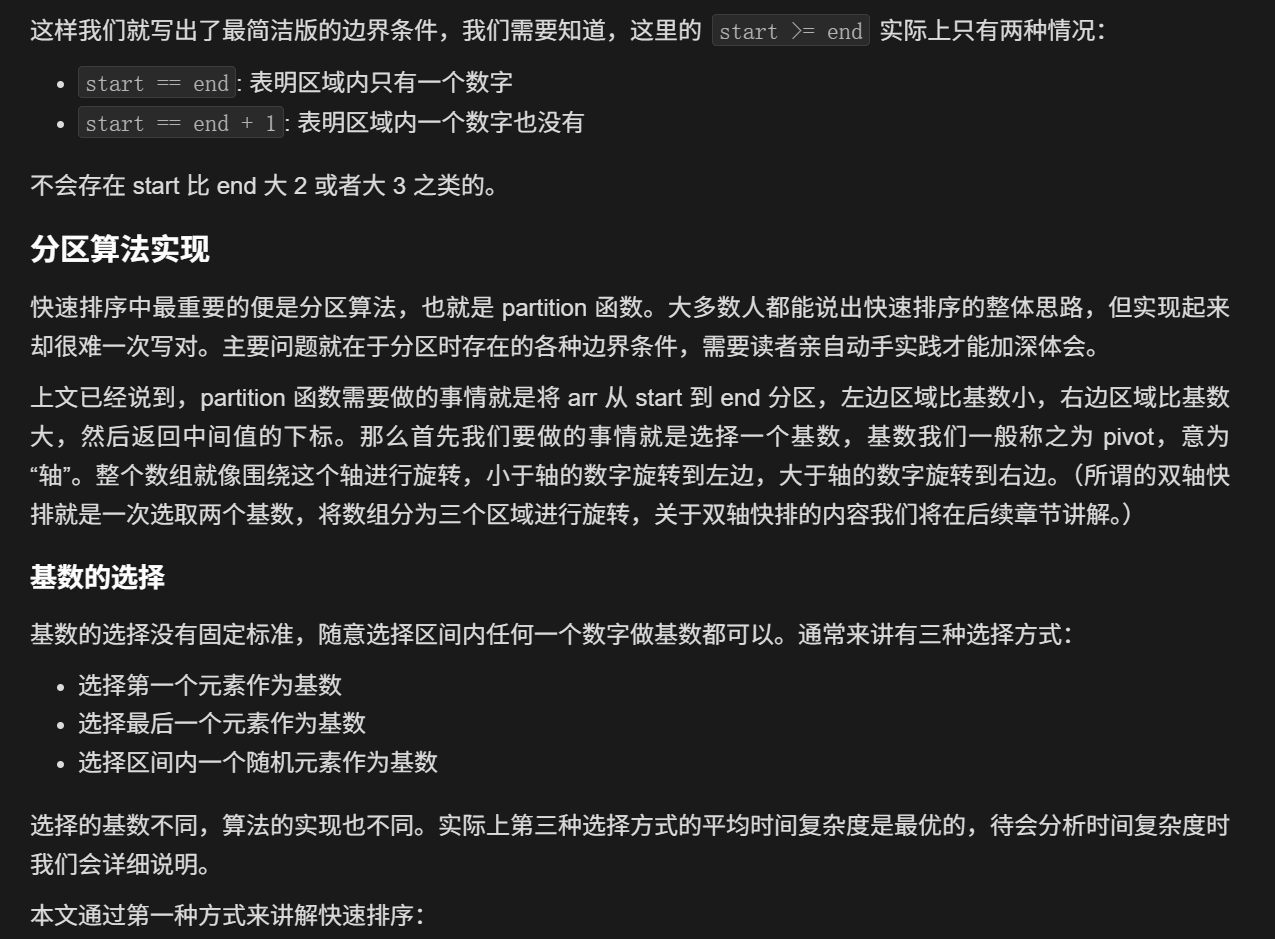 这样我们就写出了最简洁版的边界条件，我们需要知道，这里的 start >= end 实际上只有两种情况：
• start == end: 表明区域内只有一个数字
• start == end + 1: 表明区域内一个数字也没有
不会存在 start 比 end 大 2 或者大 3 之类的。
分区算法实现
快速排序中最重要的便是分区算法，也就是 partition 函数。大多数人都能说出快速排序的整体思路，但实现起来
却很难一次写对。主要问题就在于分区时存在的各种边界条件，需要读者亲自动手实践才能加深体会。
上文已经说到，partition 函数需要做的事情就是将 arr 从 start 到 end 分区，左边区域比基数小，右边区域比基数
大，然后返回中间值的下标。那么首先我们要做的事情就是选择一个基数，基数我们一般称之为 pivot，意为
“轴”。整个数组就像围绕这个轴进行旋转，小于轴的数字旋转到左边，大于轴的数字旋转到右边。（所谓的双轴快
排就是一次选取两个基数，将数组分为三个区域进行旋转，关于双轴快排的内容我们将在后续章节讲解。）
基数的选择
基数的选择没有固定标准，随意选择区间内任何一个数字做基数都可以。通常来讲有三种选择方式：
• 选择第一个元素作为基数
• 选择最后一个元素作为基数
• 选择区间内一个随机元素作为基数
选择的基数不同，算法的实现也不同。实际上第三种选择方式的平均时间复杂度是最优的，待会分析时间复杂度时
我们会详细说明。
本文通过第一种方式来讲解快速排序：